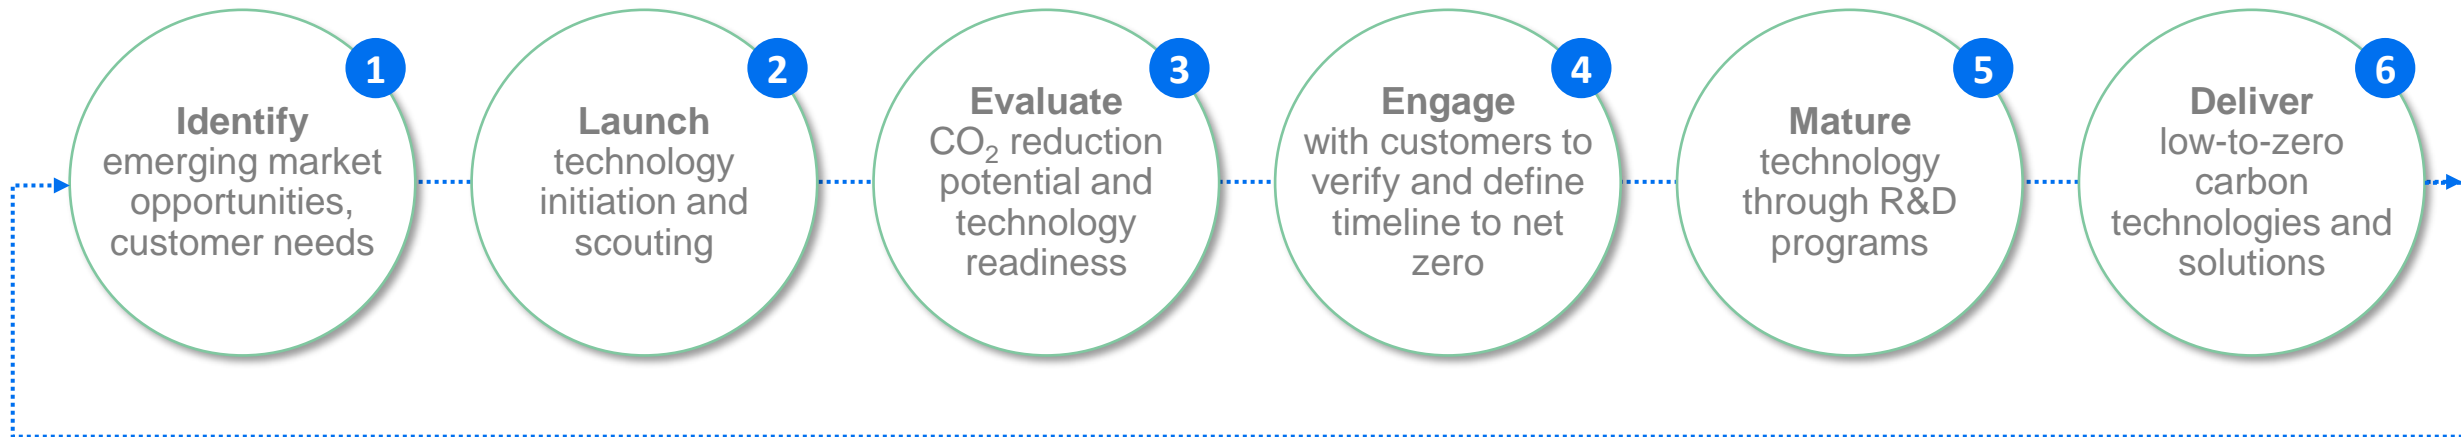 1
Identify
emerging market
opportunities,
customer needs
2
Launch
technology
initiation and
scouting
3
Evaluate
CO₂ reduction
potential and
technology
readiness
4
Engage
with customers to
verify and define
timeline to net
zero
5
Mature
technology
through R&D
programs
6
Deliver
low-to-zero
carbon
technologies and
solutions